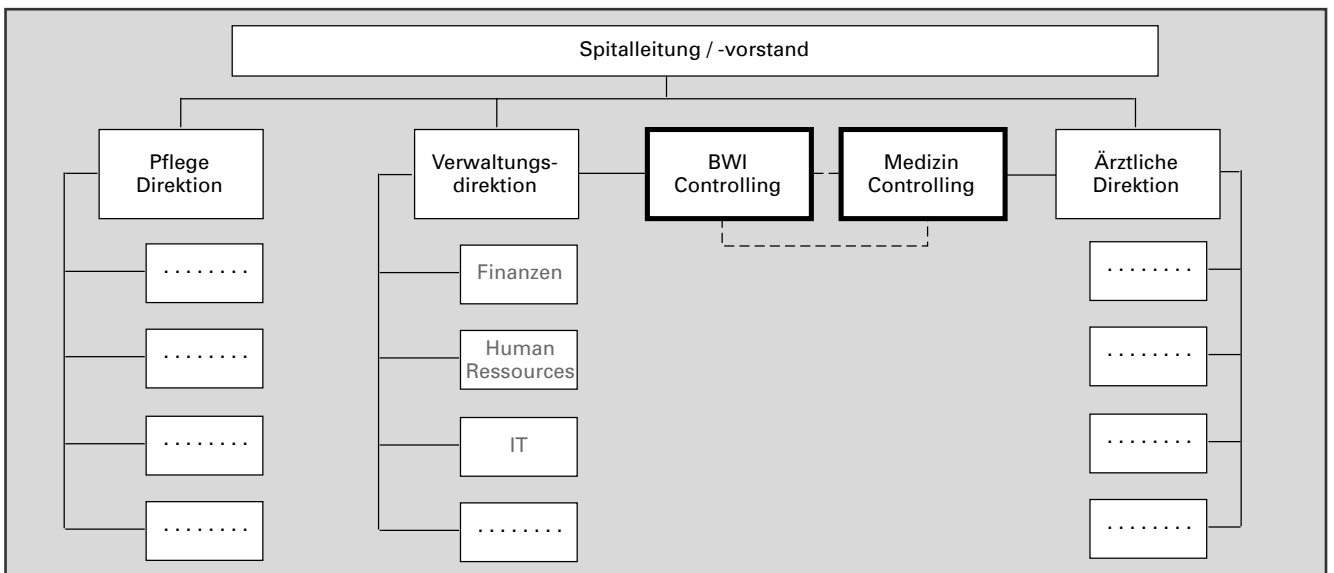 Spitalleitung / -vorstand
Pflege
Direktion
Verwaltungs-
direktion
BWI
Controlling
Medizin
Controlling
Ärztliche
Direktion
. . . . . . . .
Finanzen
. . . . . . . .
. . . . . . . .
Human
Ressources
. . . . . . . .
. . . . . . . .
IT
. . . . . . . .
. . . . . . . .
. . . . . . . .
. . . . . . . .